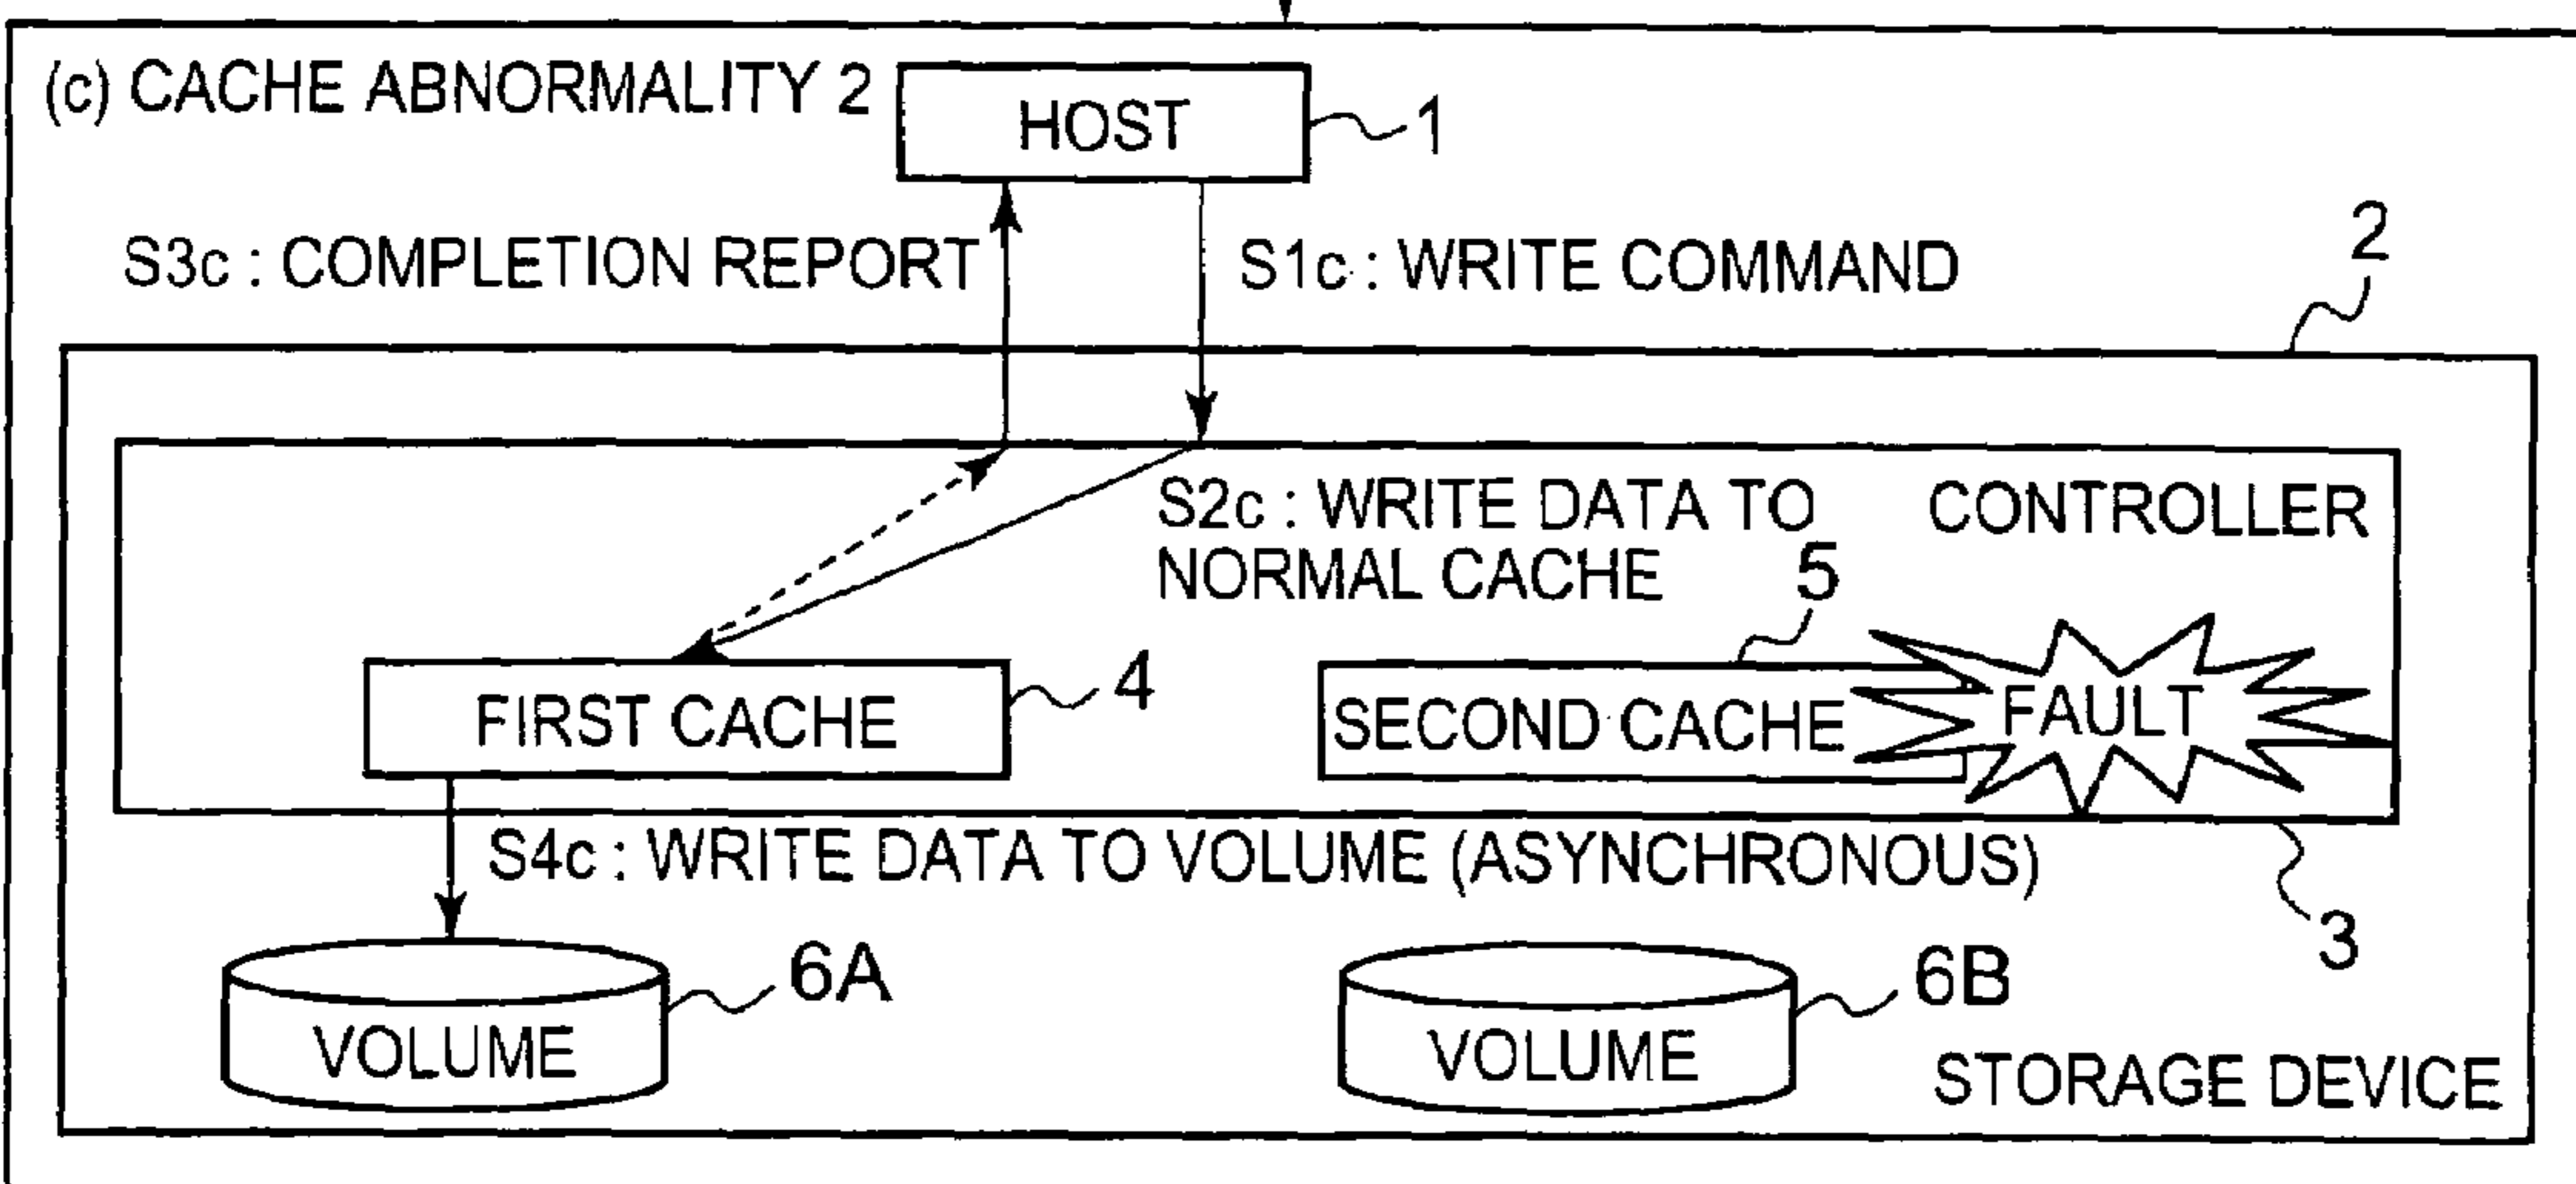 (c) CACHE ABNORMALITY 2
HOST
1
S3c : COMPLETION REPORT
S1c : WRITE COMMAND
2
S2c : WRITE DATA TO
NORMAL CACHE
CONTROLLER
5
FIRST CACHE
4
SECOND CACHE
FAULT
S4c : WRITE DATA TO VOLUME (ASYNCHRONOUS)
3
6A
VOLUME
6B
VOLUME
STORAGE DEVICE